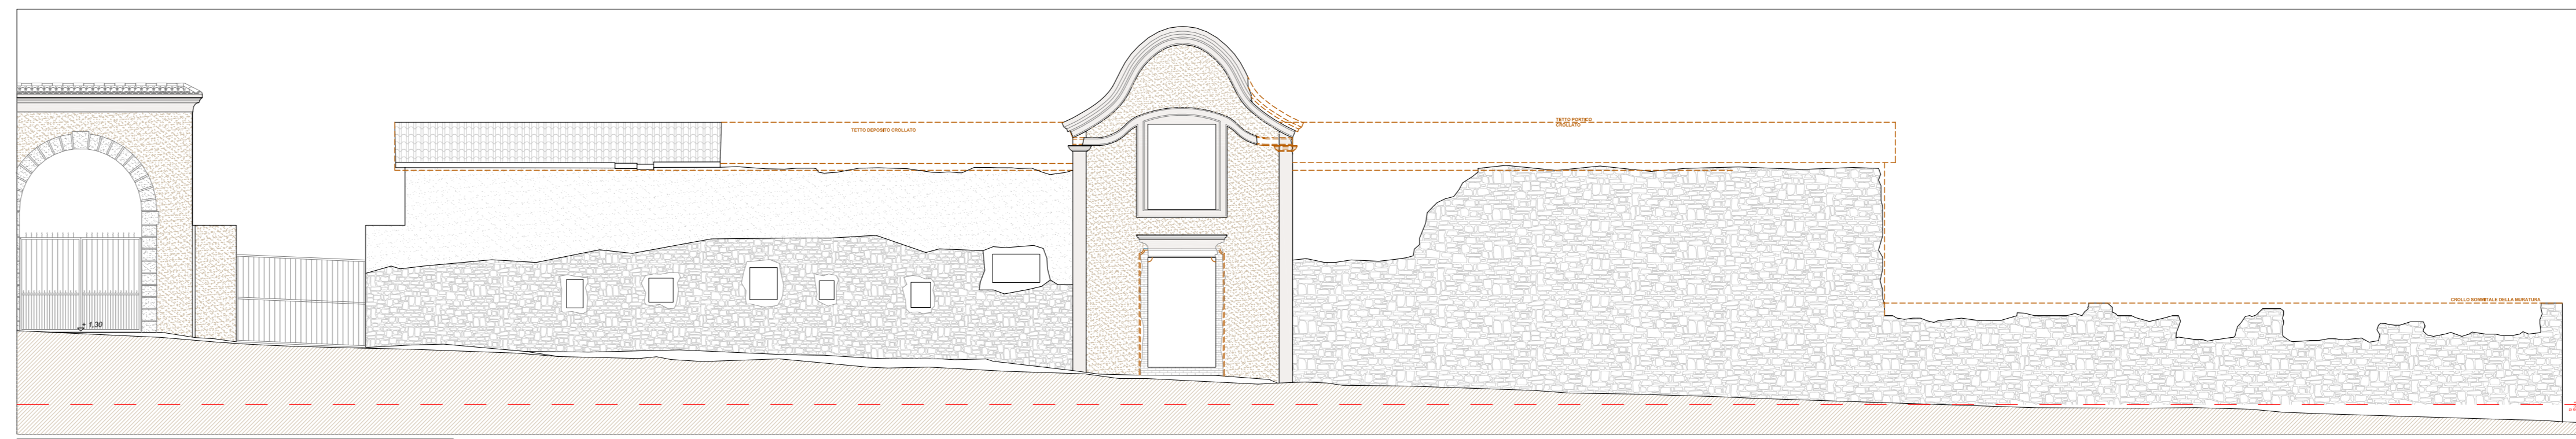 TETTO PORTICO
CROLLATO
TETTO DEPOSITO CROLLATO
CROLLO SOMMITALE DELLA MURATURA
+ 1,30